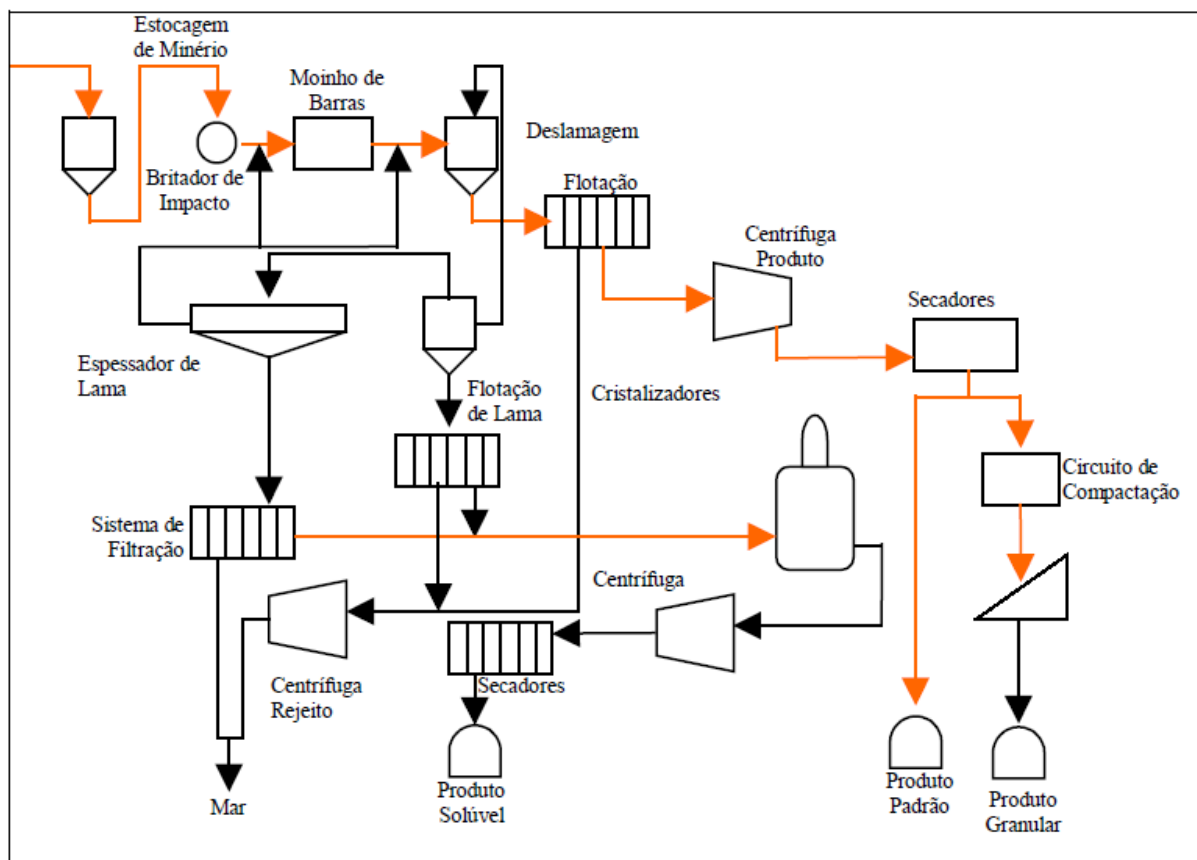 Estocagem
de Minério
Moinho de
Barras
Deslamagem
Britador de
Impacto
Flotação
Centrífuga
Produto
Secadores
Espessador de
Lama
Flotação
de Lama
Cristalizadores
Circuito de
Compactação
Sistema de
Filtração
Centrífuga
Centrífuga
Rejeito
Secadores
Mar
Produto
Solúvel
Produto
Padrão
Produto
Granular